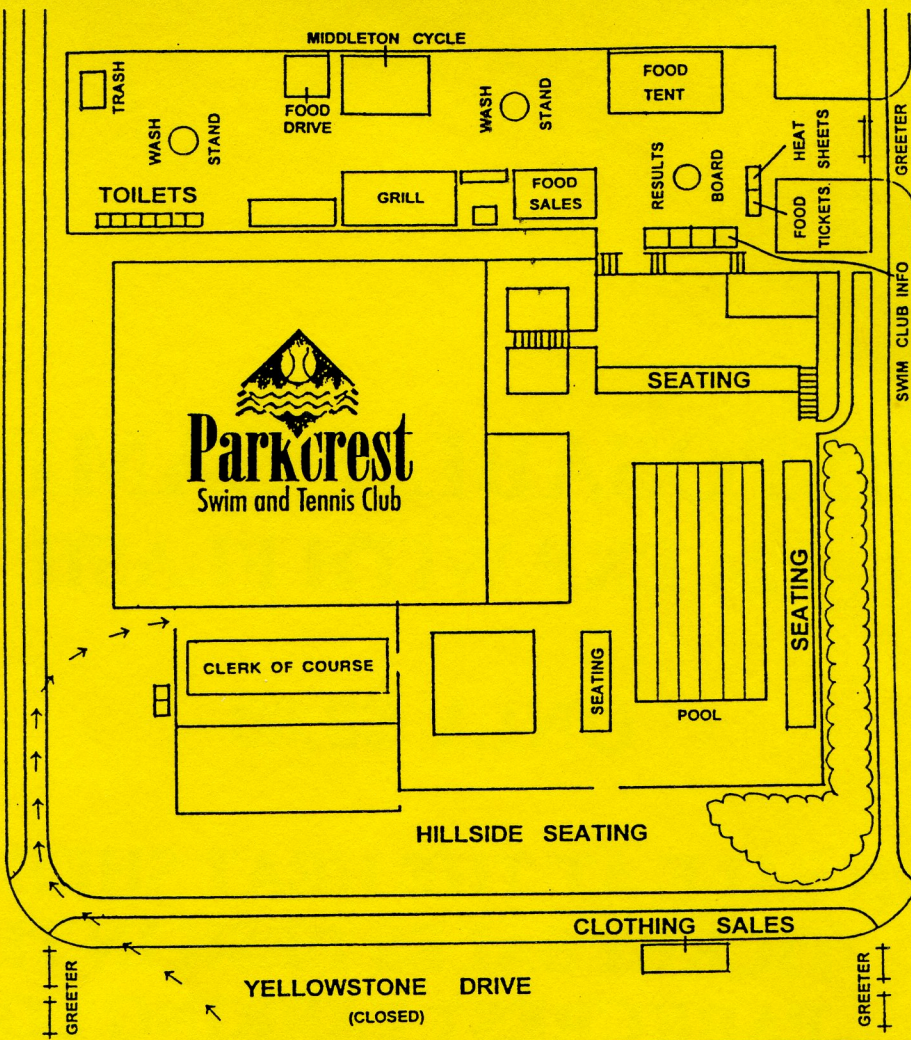 MIDDLETON CYCLE
TRASH
FOOD
DRIVE
WASH
STAND
WASH
STAND
FOOD
TENT
GREETER
HEAT
SHEETS
RESULTS
BOARD
FOOD
TICKETS.
TOILETS
GRILL
FOOD
SALES
SWIM CLUB INFO
SEATING
Parkcrest
Swim and Tennis Club
SEATING
CLERK OF COURSE
SEATING
POOL
HILLSIDE SEATING
CLOTHING SALES
YELLOWSTONE DRIVE
(CLOSED)
GREETER
GREETER